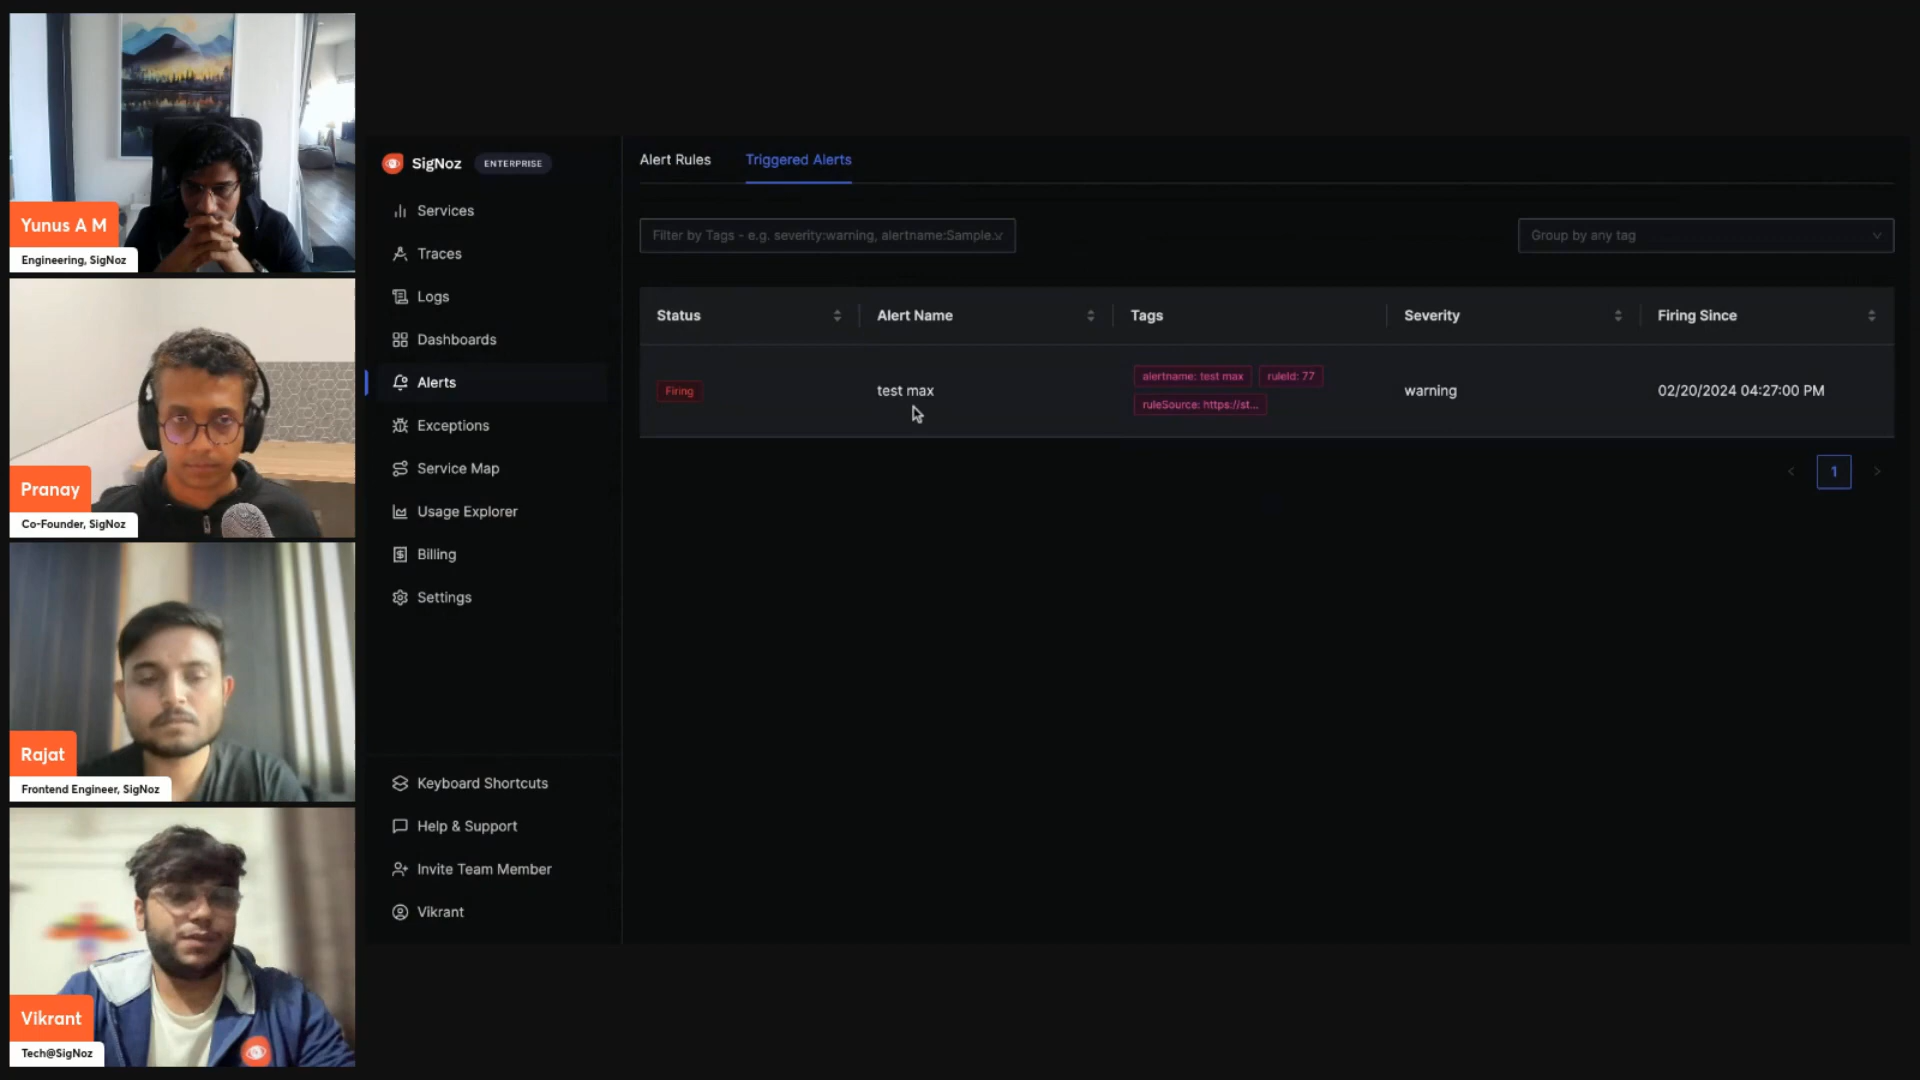 Yunus A M
Engineering, SigNoz
Pranay
Co-Founder, SigNoz
Rajat
Frontend Engineer, SigNoz
Vikrant
Tech@SigNoz
SigNoz ENTERPRISE
Services
Traces
Logs
Dashboards
Alerts
Exceptions
Service Map
Usage Explorer
Billing
Settings
Keyboard Shortcuts
Help & Support
Invite Team Member
Vikrant
Alert Rules Triggered Alerts
Filter by Tags - e.g. severity:warning, alertname:Sample.
Group by any tag
Status Alert Name Tags Severity Firing Since
Firing test max alertname: test max ruleId: 77 ruleSource: https://st... warning 02/20/2024 04:27:00 PM
1